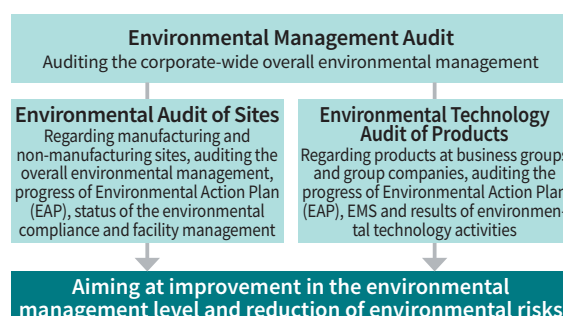 Environmental Management Audit
Auditing the corporate-wide overall environmental management
Environmental Audit of Sites
Regarding manufacturing and
non-manufacturing sites, auditing the
overall environmental management,
progress of Environmental Action Plan
(EAP), status of the environmental
compliance and facility management
Environmental Technology
Audit of Products
Regarding products at business groups
and group companies, auditing the
progress of Environmental Action Plan
(EAP), EMS and results of environmen-
tal technology activities
Aiming at improvement in the environmental
management level and reduction of environmental risks